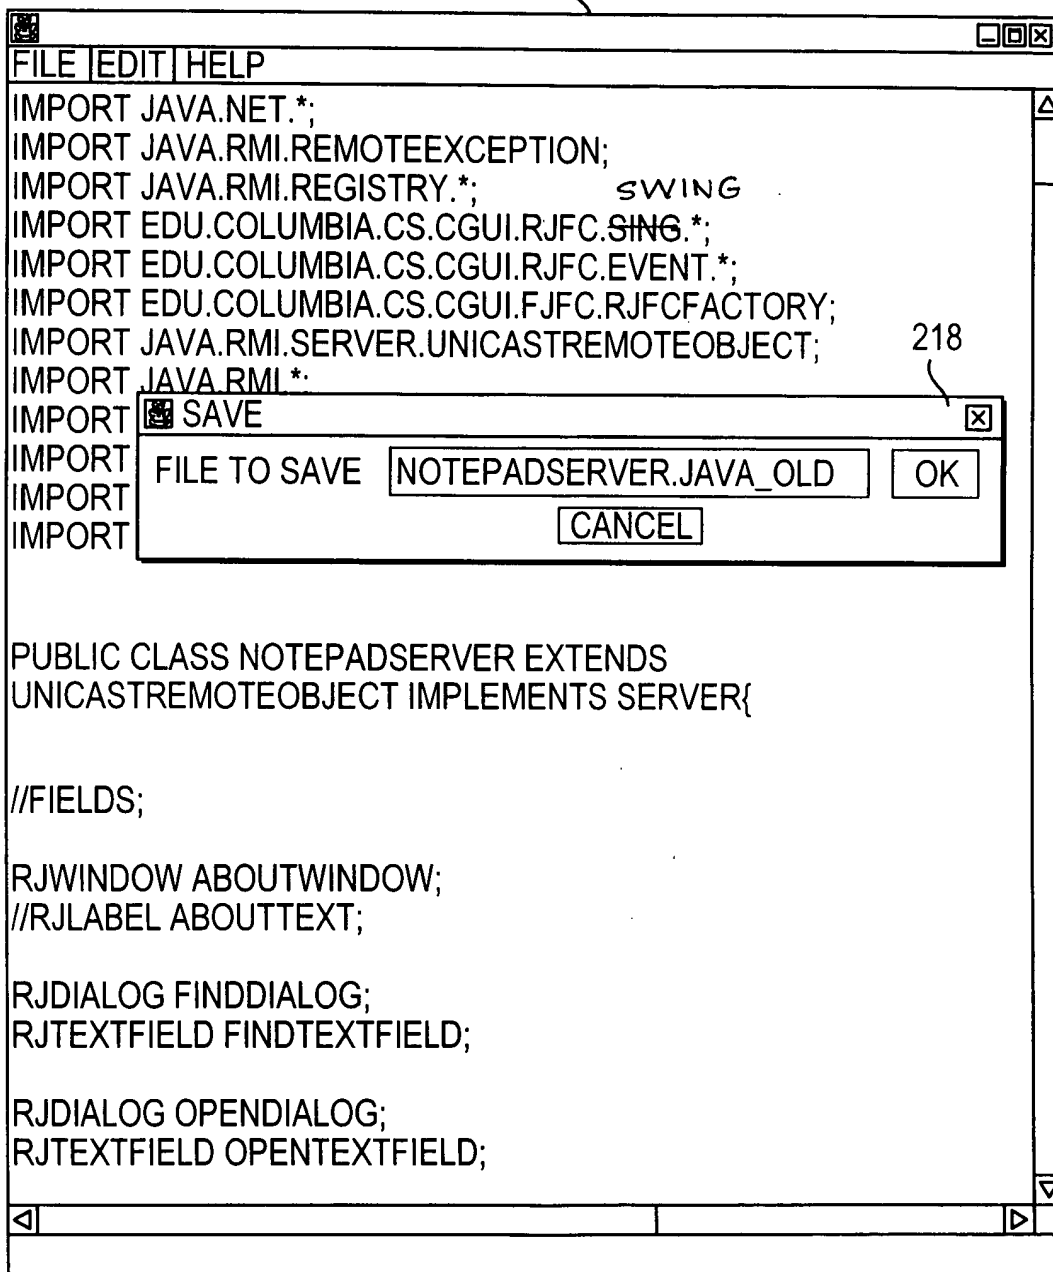 FILE EDIT HELP
IMPORT JAVA.NET.*;
IMPORT JAVA.RMI.REMOTEEXCEPTION;
IMPORT JAVA.RMI.REGISTRY.*;
SWING
IMPORT EDU.COLUMBIA.CS.CGUI.RJFC.SING.*;
IMPORT EDU.COLUMBIA.CS.CGUI.RJFC.EVENT.*;
IMPORT EDU.COLUMBIA.CS.CGUI.FJFC.RJFCFACTORY;
IMPORT JAVA.RMI.SERVER.UNICASTREMOTEOBJECT;
218
IMPORT JAVA.RMI.*;
IMPORT
IMPORT
IMPORT
IMPORT
SAVE
FILE TO SAVE NOTEPADSERVER.JAVA_OLD OK
CANCEL
PUBLIC CLASS NOTEPADSERVER EXTENDS
UNICASTREMOTEOBJECT IMPLEMENTS SERVER{
//FIELDS;
RJWINDOW ABOUTWINDOW;
//RJLABEL ABOUTTEXT;
RJDIALOG FINDDIALOG;
RJTEXTFIELD FINDTEXTFIELD;
RJDIALOG OPENDIALOG;
RJTEXTFIELD OPENTEXTFIELD;